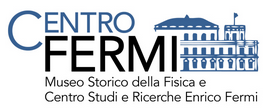 CENTRO
FERMI
Museo Storico della Fisica e
Centro Studi e Ricerche Enrico Fermi